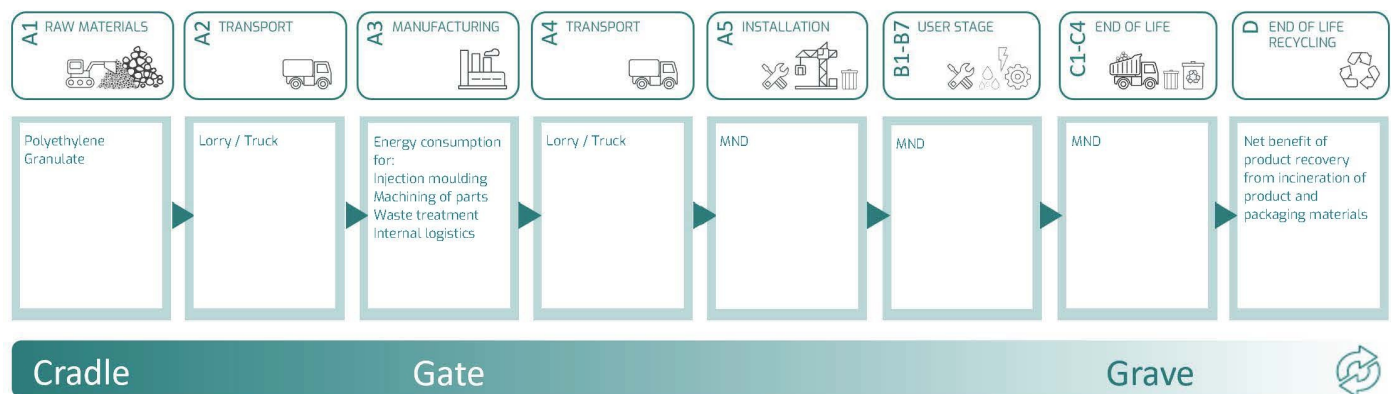 A1 RAW MATERIALS
A2 TRANSPORT
A3 MANUFACTURING
A4 TRANSPORT
A5 INSTALLATION
B1-B7 USER STAGE
C1-C4 END OF LIFE
D END OF LIFE
RECYCLING
Polyethylene
Granulate
Lorry / Truck
Energy consumption
for:
Injection moulding
Machining of parts
Waste treatment
Internal logistics
Lorry / Truck
MND
MND
MND
Net benefit of
product recovery
from incineration of
product and
packaging materials
Cradle
Gate
Grave